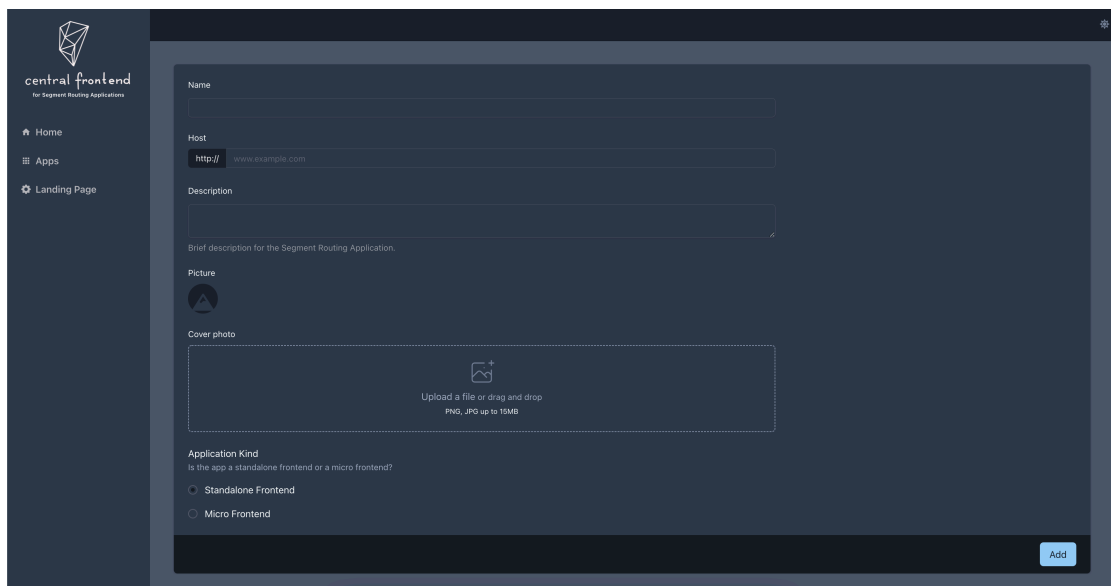 central frontend
for Segment Routing Applications
Home
Apps
Landing Page
Name
Host
http:// www.example.com
Description
Brief description for the Segment Routing Application.
Picture
Cover photo
Upload a file or drag and drop
PNG, JPG up to 15MB
Application Kind
Is the app a standalone frontend or a micro frontend?
Standalone Frontend
Micro Frontend
Add